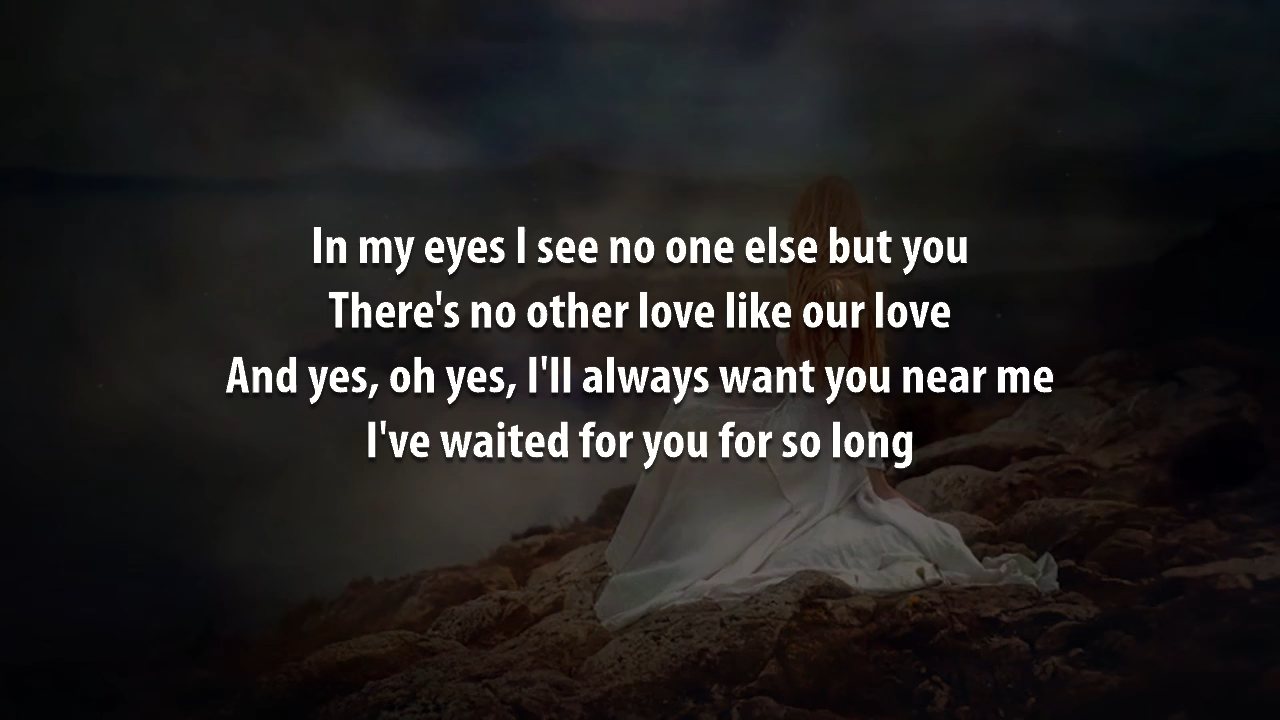 In my eyes I see no one else but you
There's no other love like our love
And yes, oh yes, I'll always want you near me
I've waited for you for so long